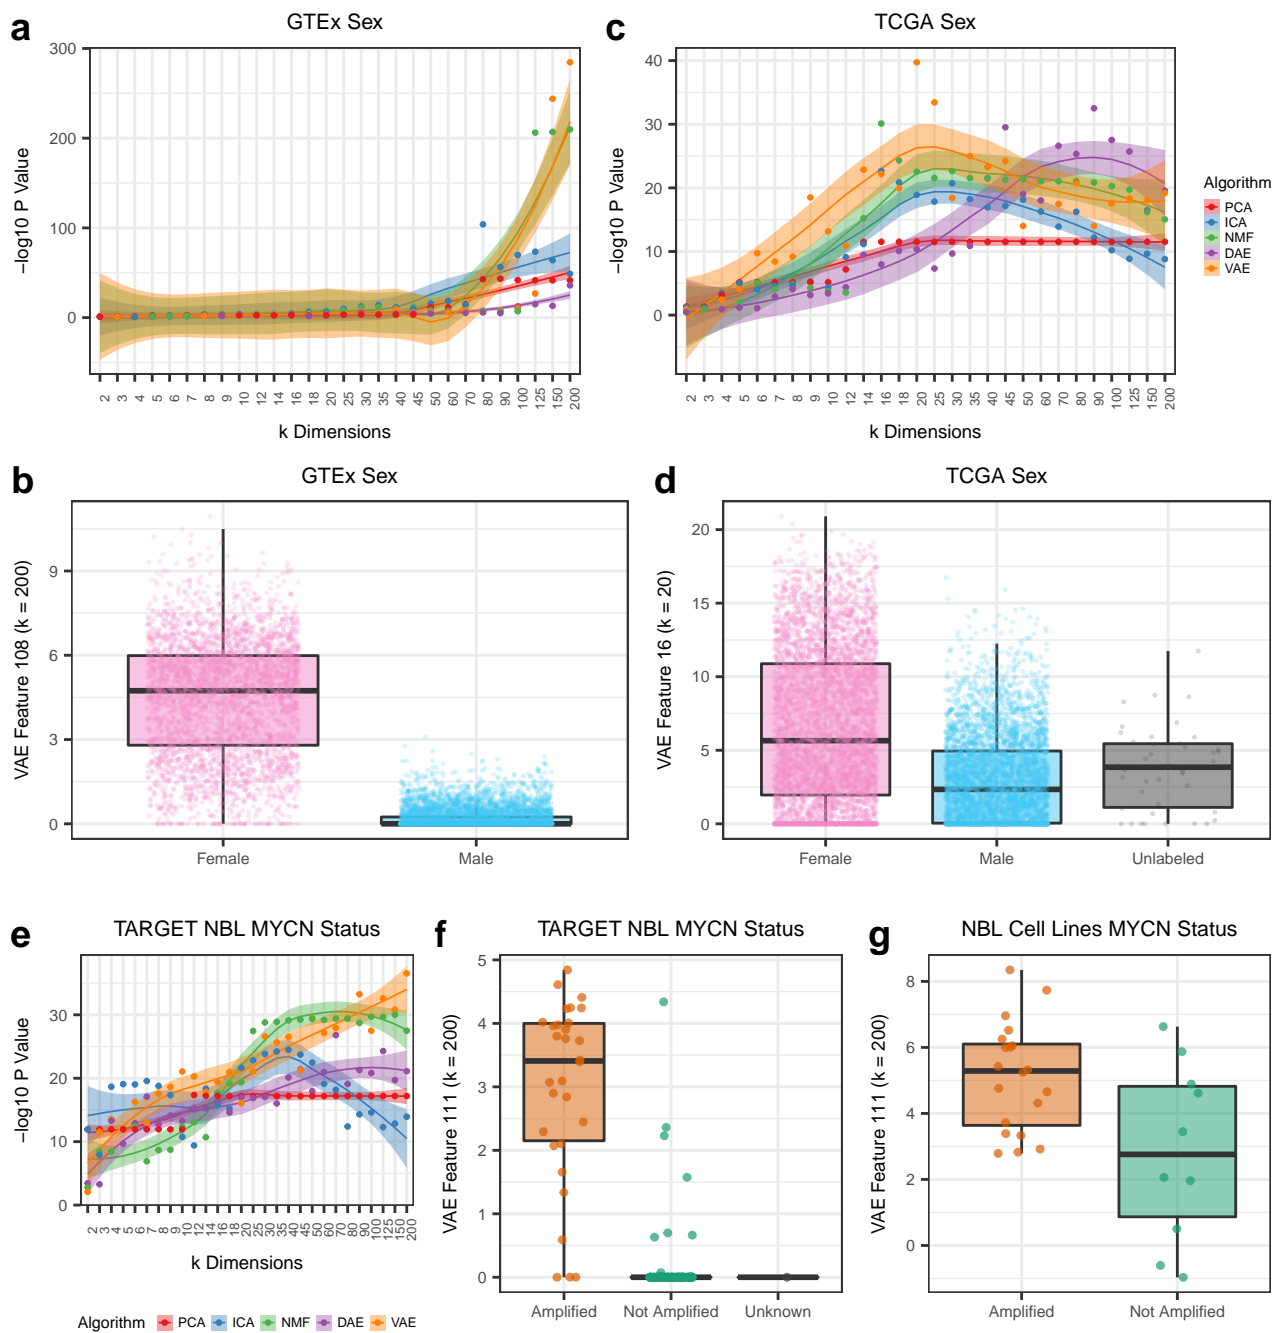 a
GTEx Sex
−log10 P Value
300
200
100
0
2 3 4 5 6 7 8 9 10 12 14 16 18 20 25 30 35 40 45 50 60 70 80 90 100 125 150 200
k Dimensions
c
TCGA Sex
−log10 P Value
40
30
20
10
0
2 3 4 5 6 7 8 9 10 12 14 16 18 20 25 30 35 40 45 50 60 70 80 90 100 125 150 200
k Dimensions
Algorithm
PCA
ICA
NMF
DAE
VAE
b
GTEx Sex
VAE Feature 108 (k = 200)
9
6
3
0
Female Male
d
TCGA Sex
VAE Feature 16 (k = 20)
20
15
10
5
0
Female Male Unlabeled
e
TARGET NBL MYCN Status
−log10 P Value
30
20
10
0
2 3 4 5 6 7 8 9 10 12 14 16 18 20 25 30 35 40 45 50 60 70 80 90 100 125 150 200
k Dimensions
Algorithm PCA ICA NMF DAE VAE
f
TARGET NBL MYCN Status
VAE Feature 111 (k = 200)
5
4
3
2
1
0
Amplified Not Amplified Unknown
g
NBL Cell Lines MYCN Status
VAE Feature 111 (k = 200)
8
6
4
2
0
Amplified Not Amplified